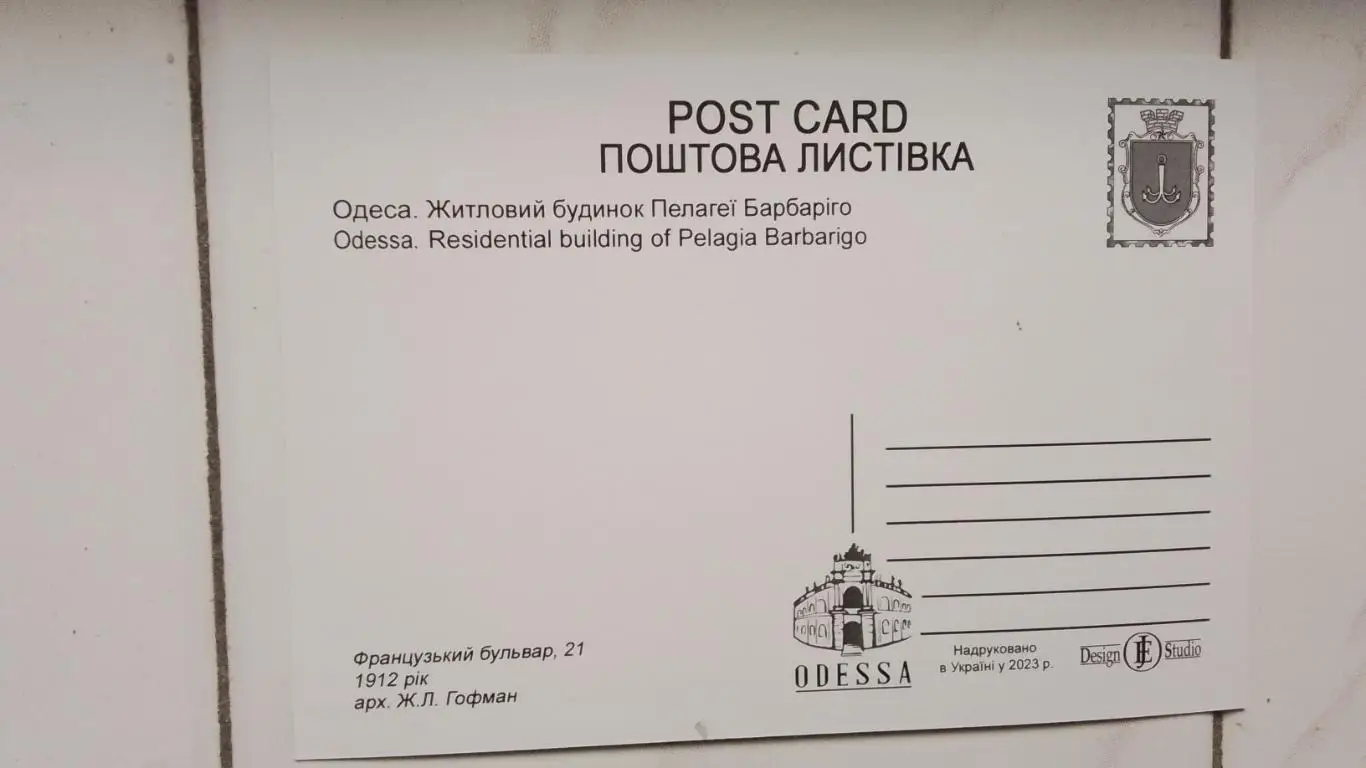 POST CARD
ПОШТОВА ЛИСТІВКА
Одеса. Житловий будинок Пелагеї Барбаріго
Odessa. Residential building of Pelagia Barbarigo
Французький бульвар, 21
1912 рік
арх. Ж.Л. Гофман
ODESSA
Надруковано
в Україні у 2023 р.
Design Studio